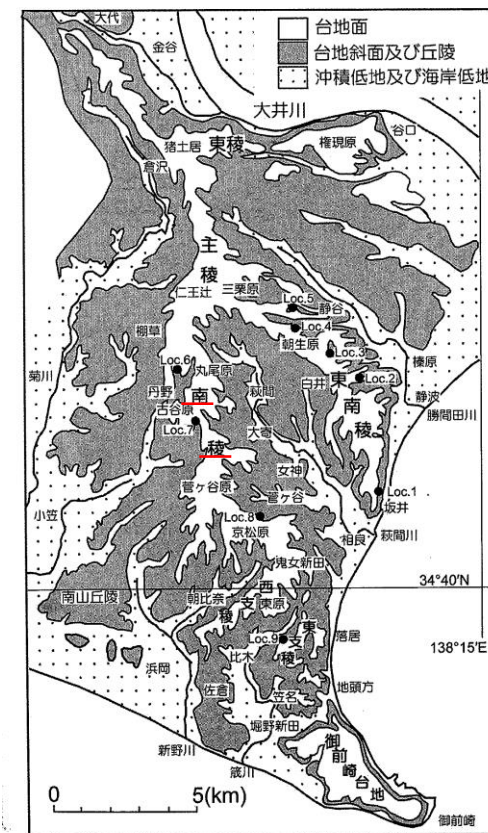 台地面
台地斜面及び丘陵
沖積低地及び海岸低地
大代
金谷
大井川
谷口
権現原
猪土居
東稜
倉沢
主稜
三栗原
仁王辻
Loc.5
静谷
Loc.4
朝生原
棚草
Loc.3
榛原
Loc.6
丸尾原
Loc.2
菊川
白井
静波
東南稜
丹野
萩間
勝間田川
南稜
古谷原
Loc.7
大寄
女神
菅ヶ谷原
Loc.1
坂井
菅ヶ谷
小笠
Loc.8
相良
萩間川
京松原
鬼女新田
34°40′N
南山丘陵
朝比奈
西支稜
東原
東支稜
落居
138°15′E
Loc.9
比木
浜岡
地頭方
佐倉
笠名
堀野新田
新野川
筬川
御前崎台地
御前崎
0 5(km)